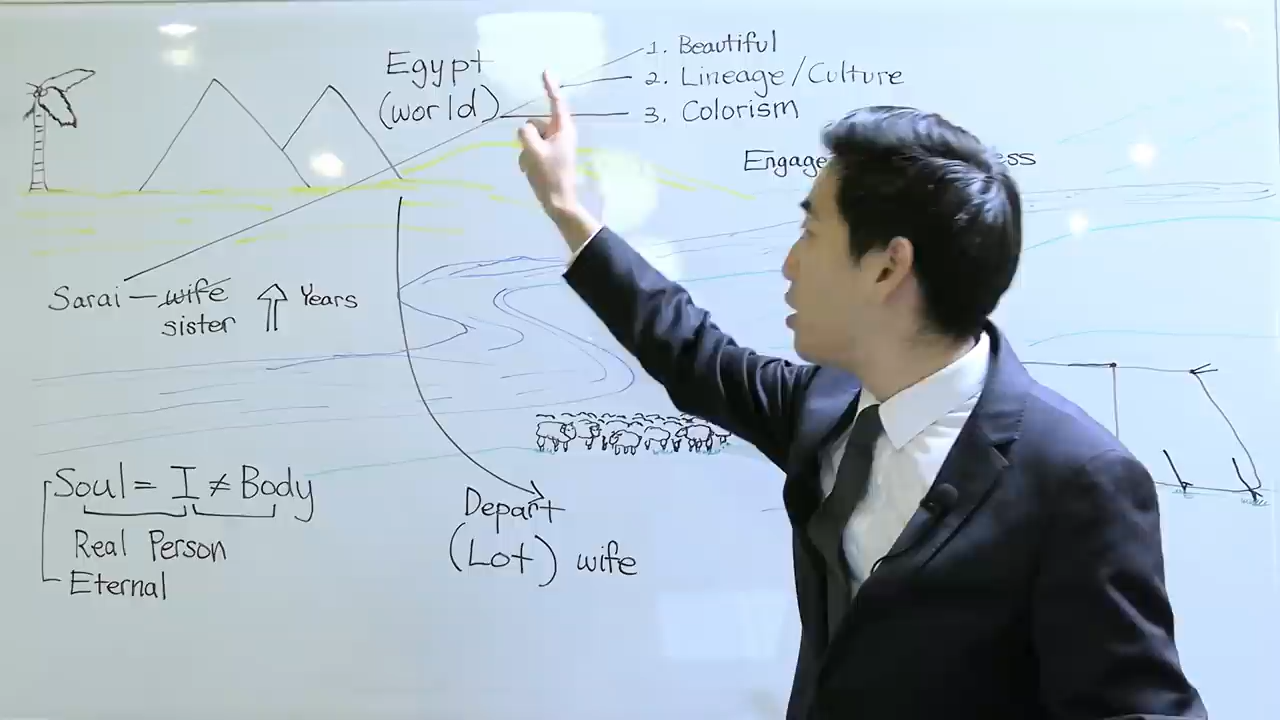 Egypt
(world)
1. Beautiful
2. Lineage/Culture
3. Colorism
Sarai — wife
sister
Years
Soul = I ≠ Body
Real Person
Eternal
Depart
(Lot) wife